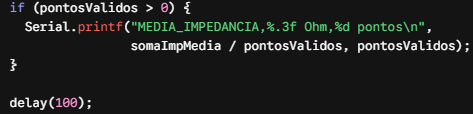 if (pontosValidos > 0) {
  Serial.printf("MEDIA_IMPEDANCIA,%.3f Ohm,%d pontos\n",
                somaImpMedia / pontosValidos, pontosValidos);
}

delay(100);